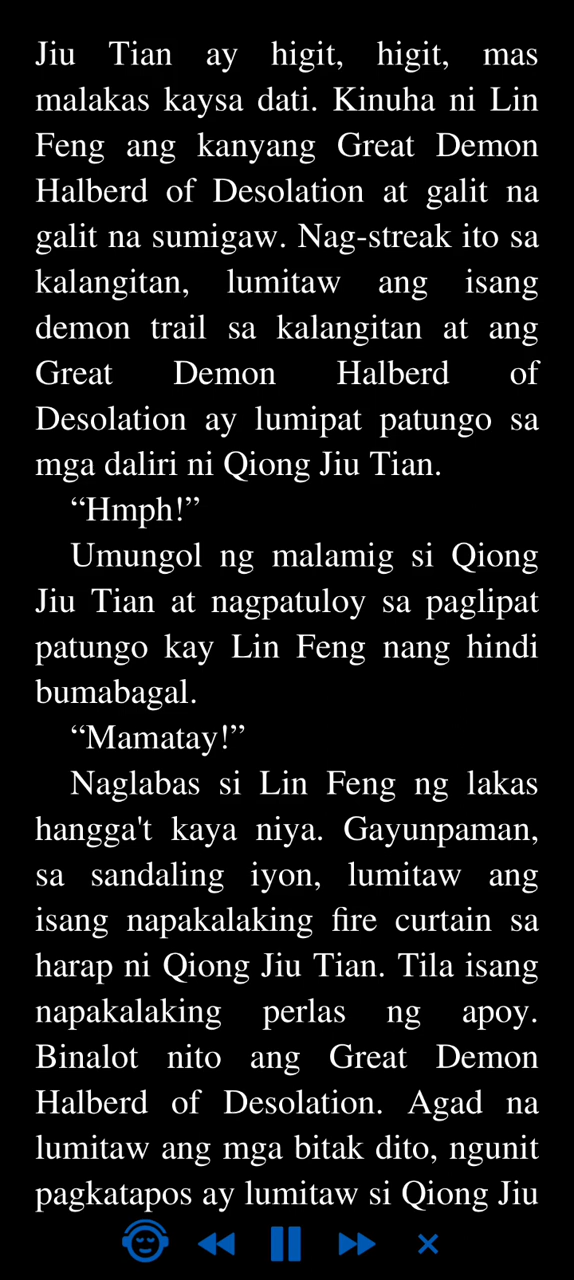 Jiu Tian ay higit, higit, mas
malakas kaysa dati. Kinuha ni Lin
Feng ang kanyang Great Demon
Halberd of Desolation at galit na
galit na sumigaw. Nag-streak ito sa
kalangitan, lumitaw ang isang
demon trail sa kalangitan at ang
Great Demon Halberd of
Desolation ay lumipat patungo sa
mga daliri ni Qiong Jiu Tian.
“Hmph!”
Umungol ng malamig si Qiong
Jiu Tian at nagpatuloy sa paglipat
patungo kay Lin Feng nang hindi
bumabagal.
“Mamatay!”
Naglabas si Lin Feng ng lakas
hangga't kaya niya. Gayunpaman,
sa sandaling iyon, lumitaw ang
isang napakalaking fire curtain sa
harap ni Qiong Jiu Tian. Tila isang
napakalaking perlas ng apoy.
Binalot nito ang Great Demon
Halberd of Desolation. Agad na
lumitaw ang mga bitak dito, ngunit
pagkatapos ay lumitaw si Qiong Jiu